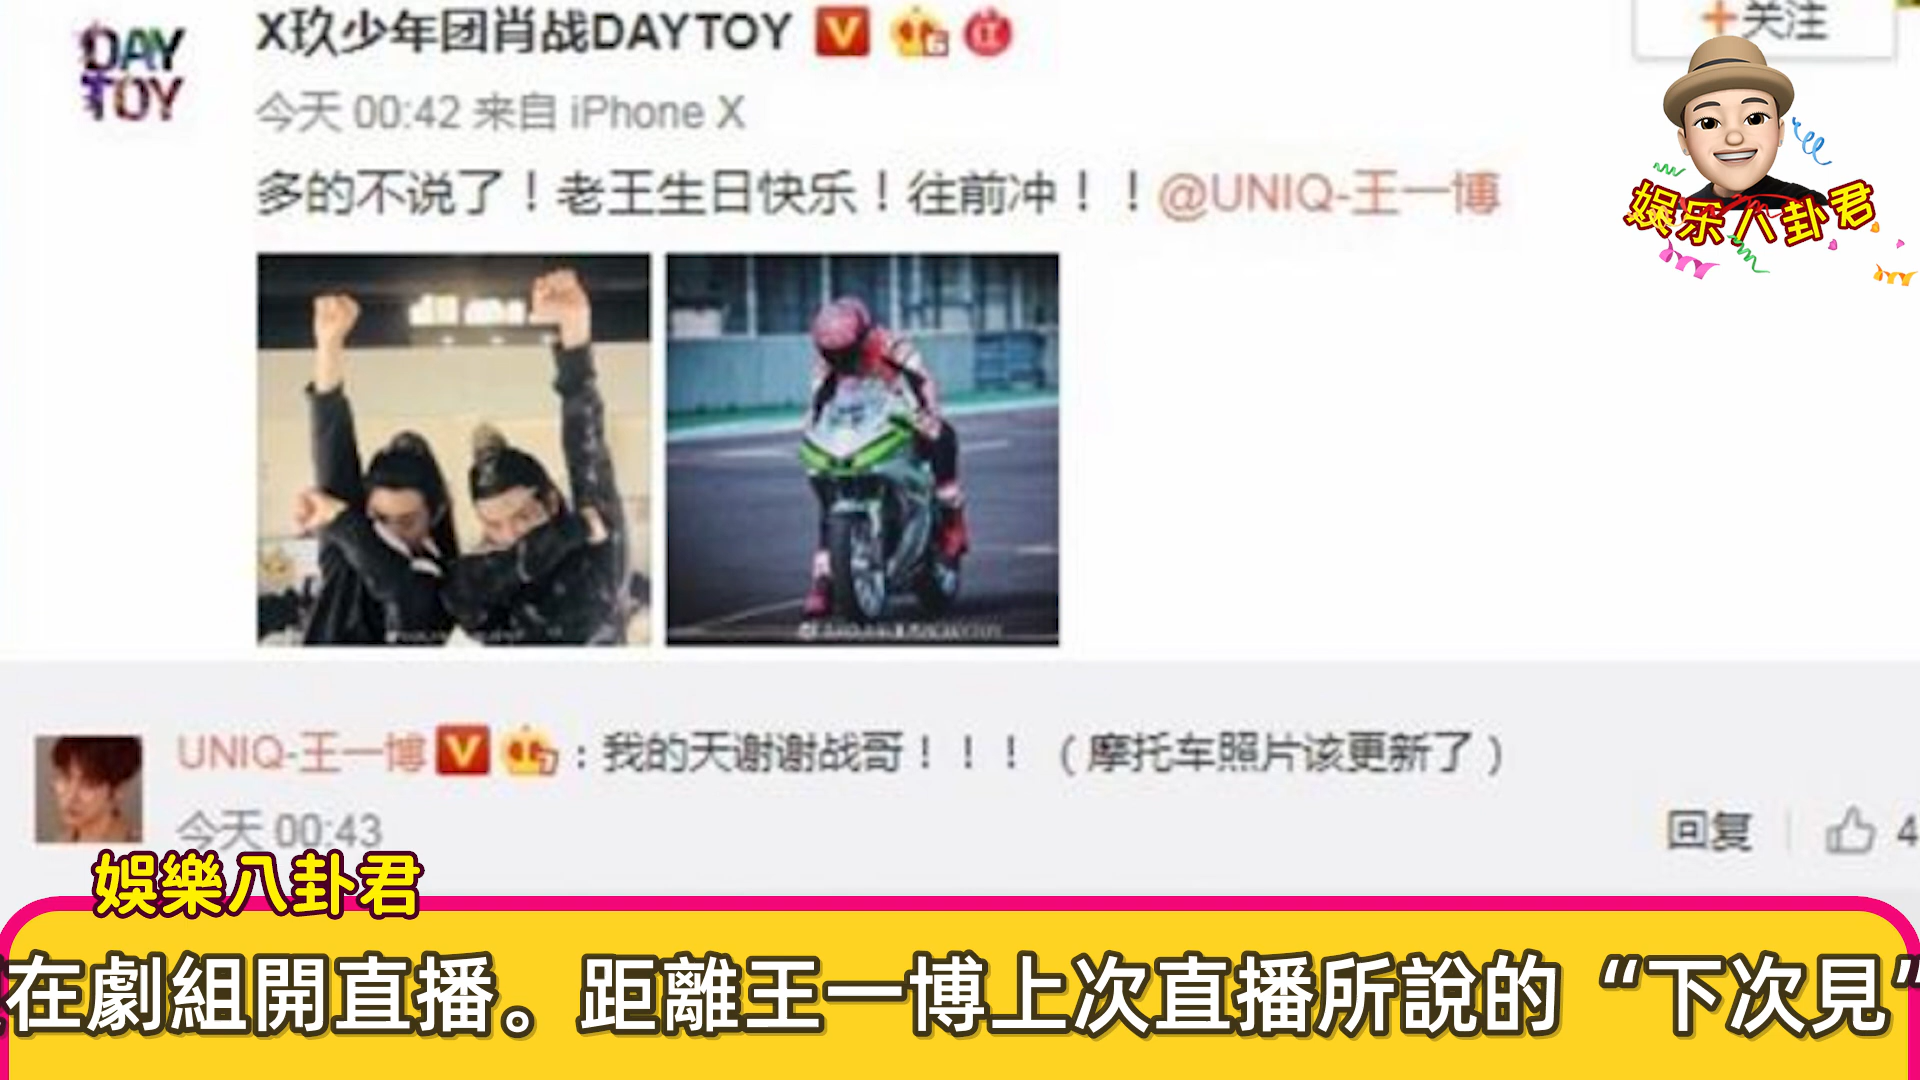 DAY
TOY
X玖少年团肖战DAYTOY
今天 00:42 来自 iPhone X
多的不说了！老王生日快乐！往前冲！！@UNIQ-王一博
+关注
娱乐八卦君
UNIQ-王一博：我的天谢谢战哥！！！（摩托车照片该更新了）
今天 00:43
回复
4
娛樂八卦君
在劇組開直播。距離王一博上次直播所說的“下次見”